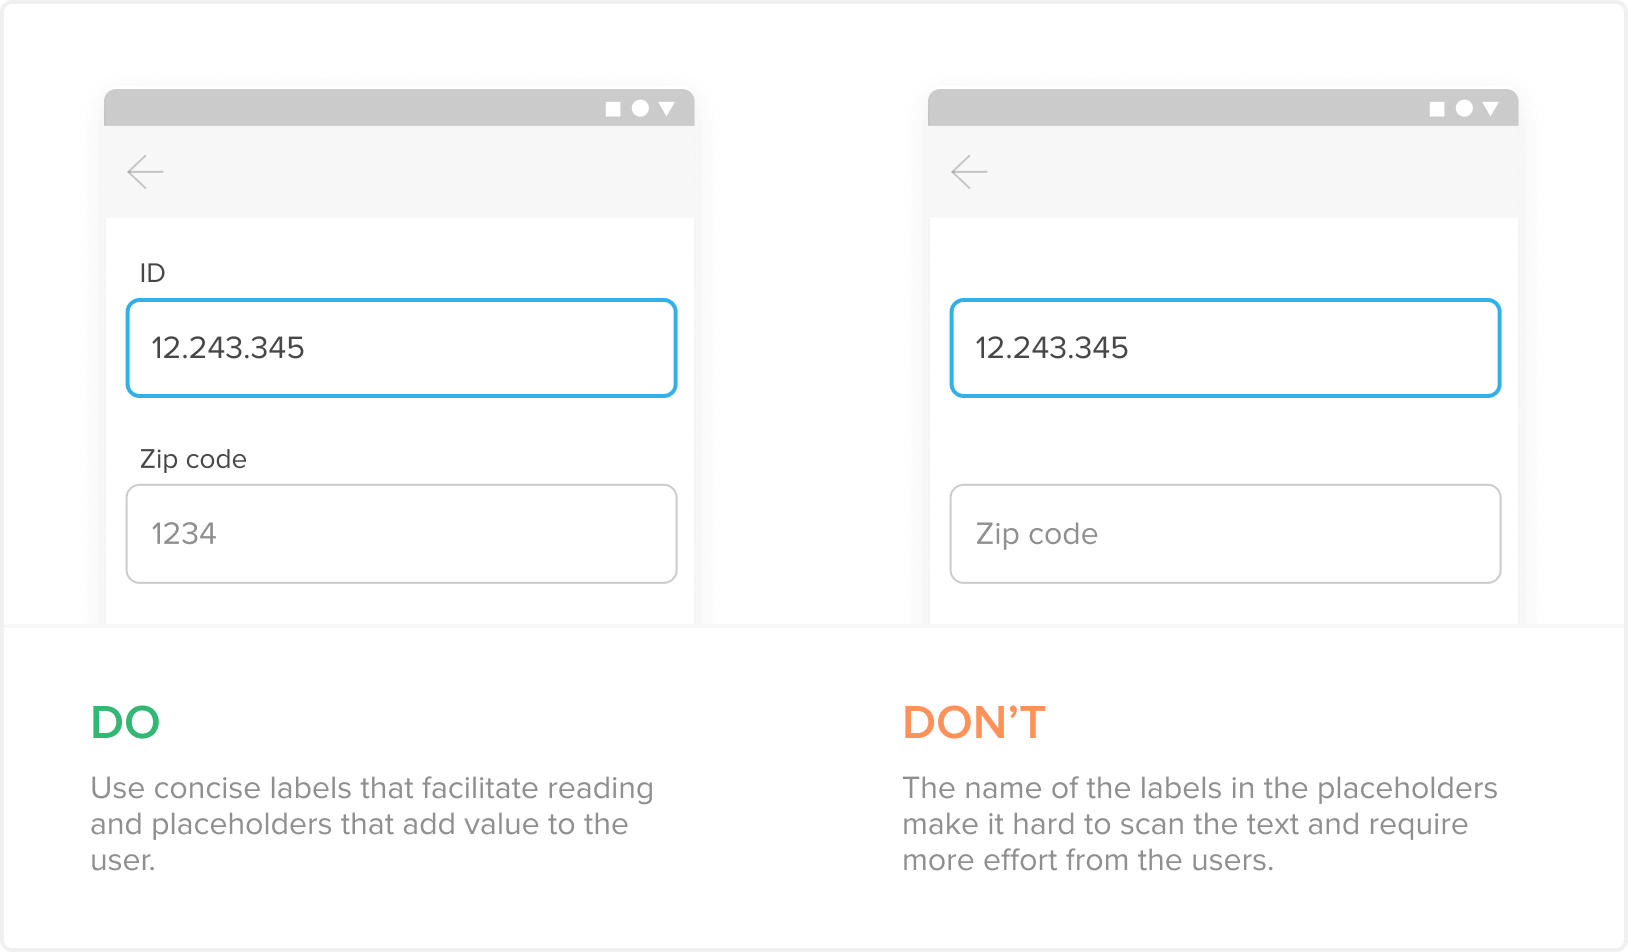 ID
12.243.345
Zip code
1234
12.243.345
Zip code
DO
Use concise labels that facilitate reading
and placeholders that add value to the
user.
DON’T
The name of the labels in the placeholders
make it hard to scan the text and require
more effort from the users.